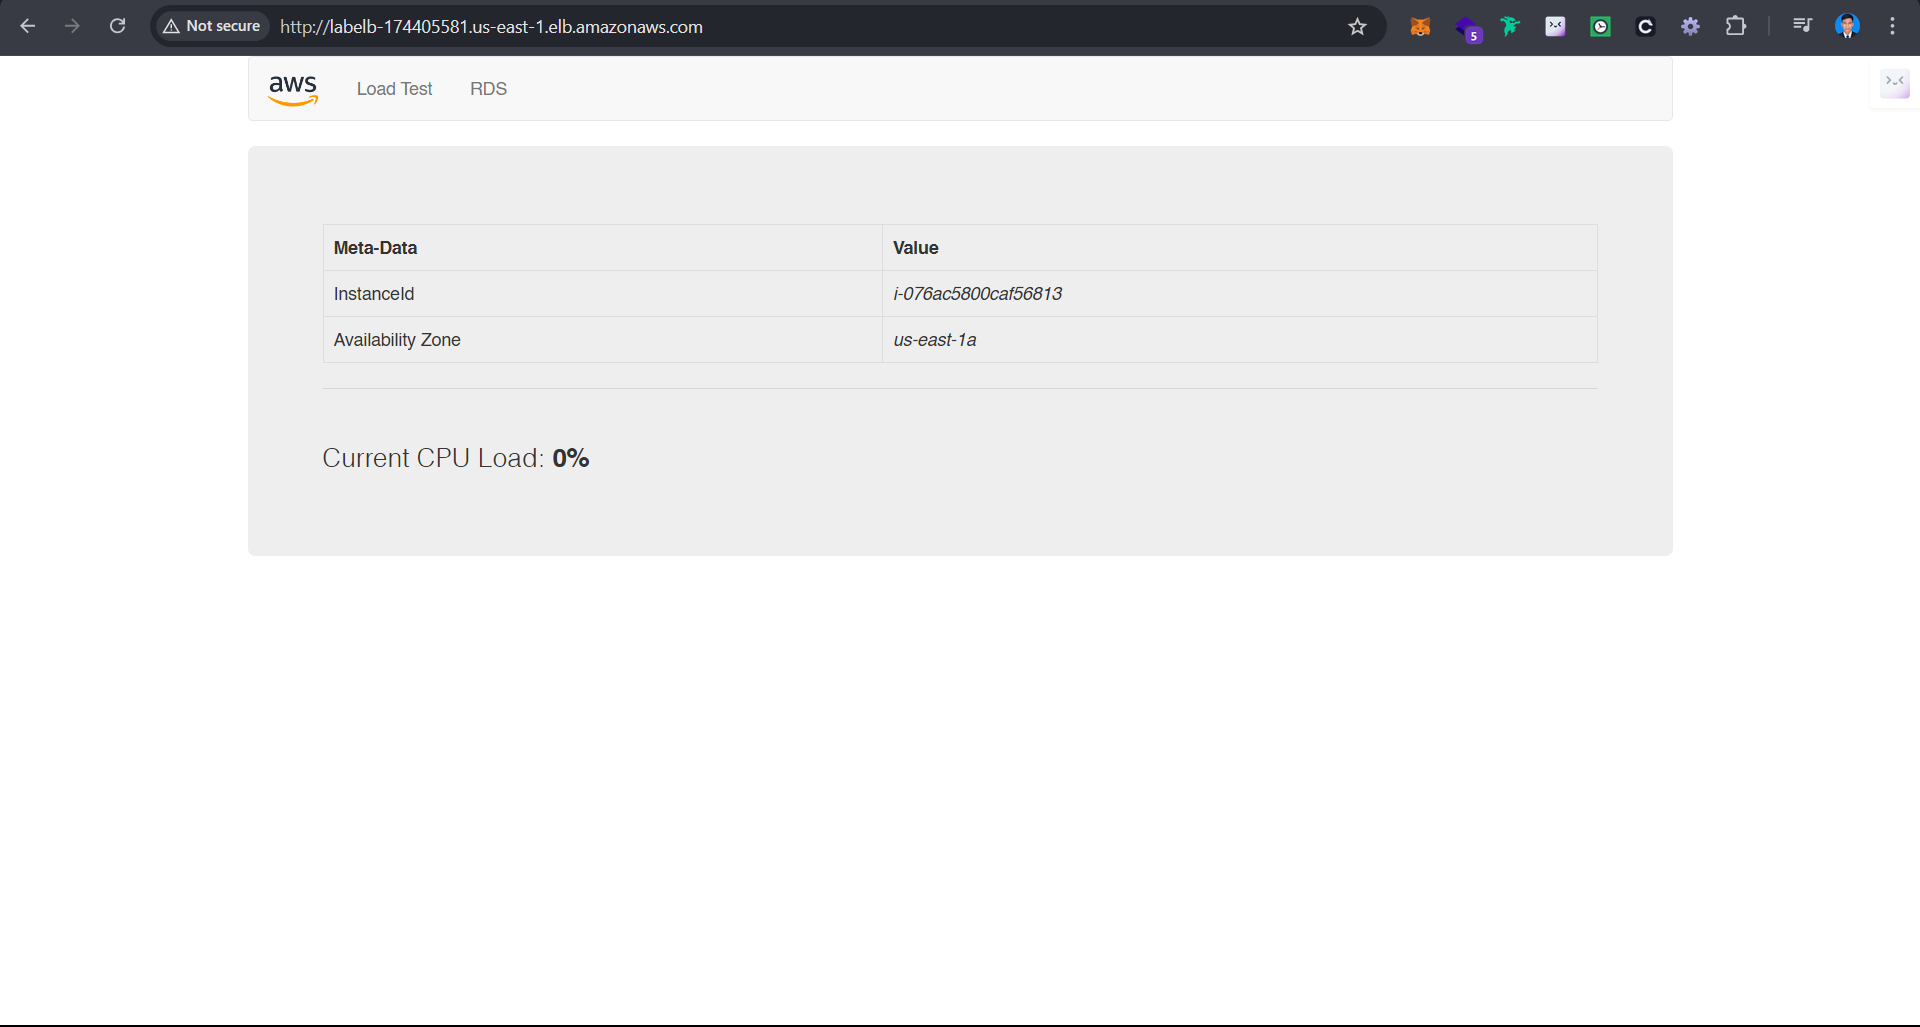 Not secure http://labelb-174405581.us-east-1.elb.amazonaws.com 5
aws Load Test RDS
Meta-Data Value
InstanceId i-076ac5800caf56813
Availability Zone us-east-1a
Current CPU Load: 0%